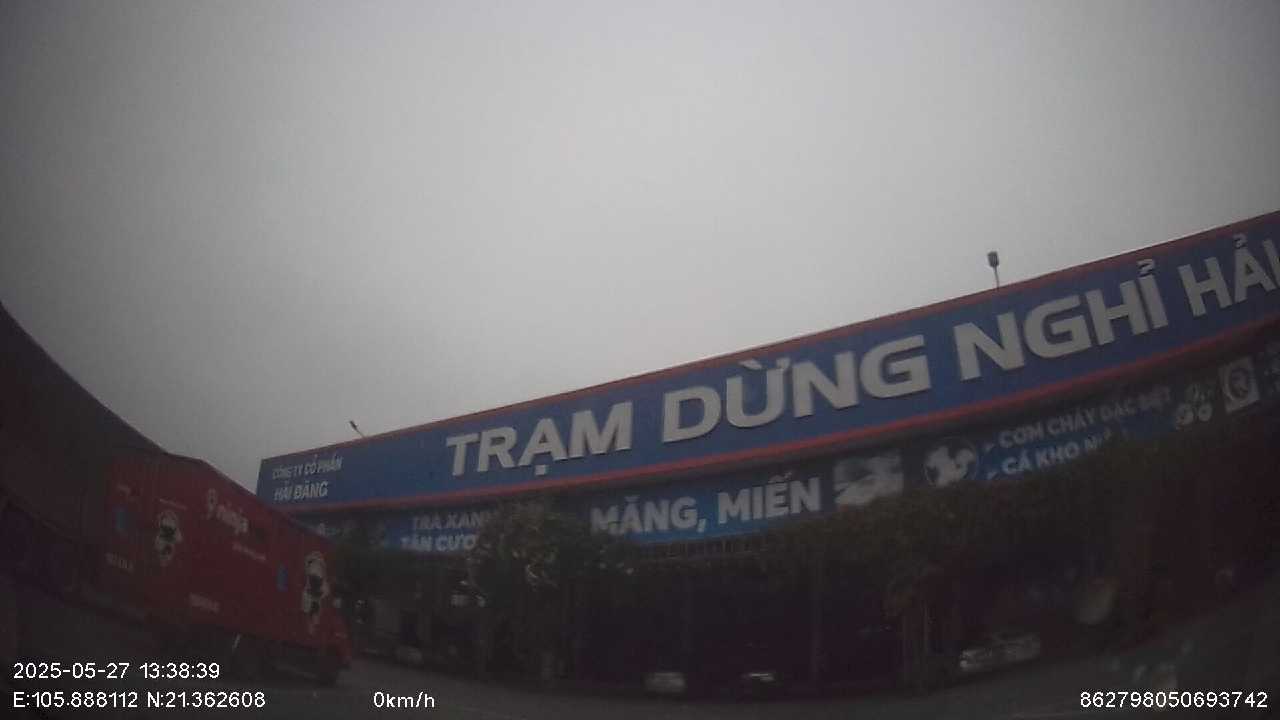 TRẠM DỪNG NGHỈ HẢI
CÔNG TY CỔ PHẦN
HẢI ĐĂNG
CƠM CHÁY ĐẶC BIỆT
CÁ KHO
MĂNG, MIẾN
TRÀ XANH
TÂN CƯƠ
ninja
2025-05-27 13:38:39
E:105.888112 N:21.362608
0km/h
862798050693742